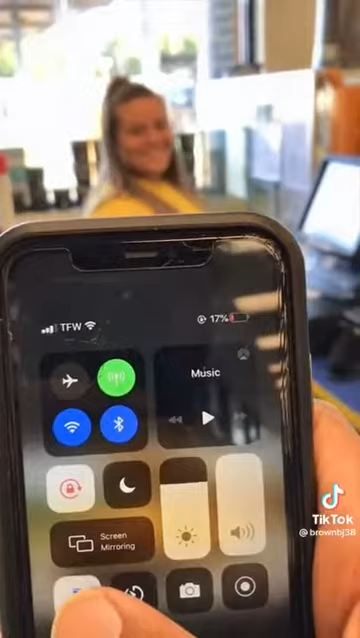 TFW 17%
Music
Screen
Mirroring
TikTok
@brownbj38